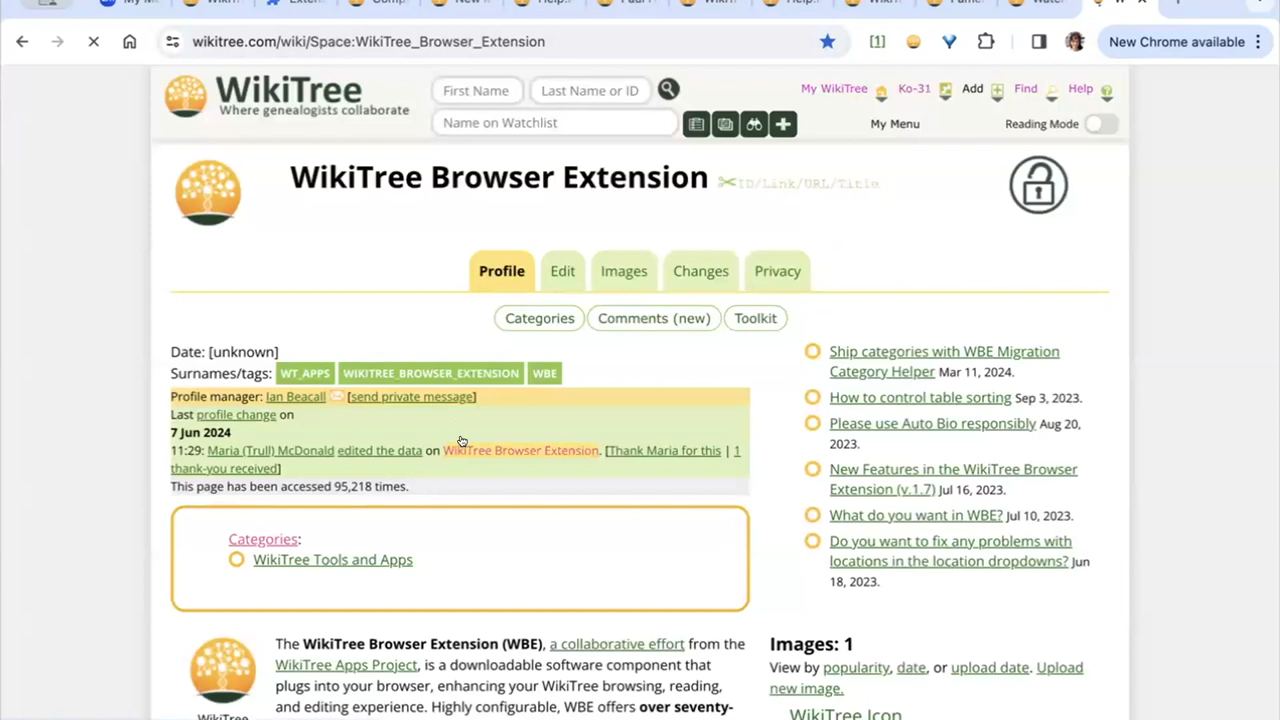 wikitree.com/wiki/Space:WikiTree_Browser_Extension
[1]
New Chrome available
WikiTree
Where genealogists collaborate
First Name
Last Name or ID
Name on Watchlist
My WikiTree
Ko-31
Add
Find
Help
My Menu
Reading Mode
WikiTree Browser Extension
ID/Link/URL/Title
Profile
Edit
Images
Changes
Privacy
Categories
Comments (new)
Toolkit
Date: [unknown]
Surnames/tags: WT_APPS WIKITREE_BROWSER_EXTENSION WBE
Profile manager: Ian Beacall [send private message]
Last profile change on
7 Jun 2024
11:29: Maria (Trull) McDonald edited the data on WikiTree Browser Extension. [Thank Maria for this | 1
thank-you received]
This page has been accessed 95,218 times.
Categories:
WikiTree Tools and Apps
The WikiTree Browser Extension (WBE), a collaborative effort from the
WikiTree Apps Project, is a downloadable software component that
plugs into your browser, enhancing your WikiTree browsing, reading,
and editing experience. Highly configurable, WBE offers over seventy-
Ship categories with WBE Migration
Category Helper Mar 11, 2024.
How to control table sorting Sep 3, 2023.
Please use Auto Bio responsibly Aug 20,
2023.
New Features in the WikiTree Browser
Extension (v.1.7) Jul 16, 2023.
What do you want in WBE? Jul 10, 2023.
Do you want to fix any problems with
locations in the location dropdowns? Jun
18, 2023.
Images: 1
View by popularity, date, or upload date. Upload
new image.
WikiTree Icon